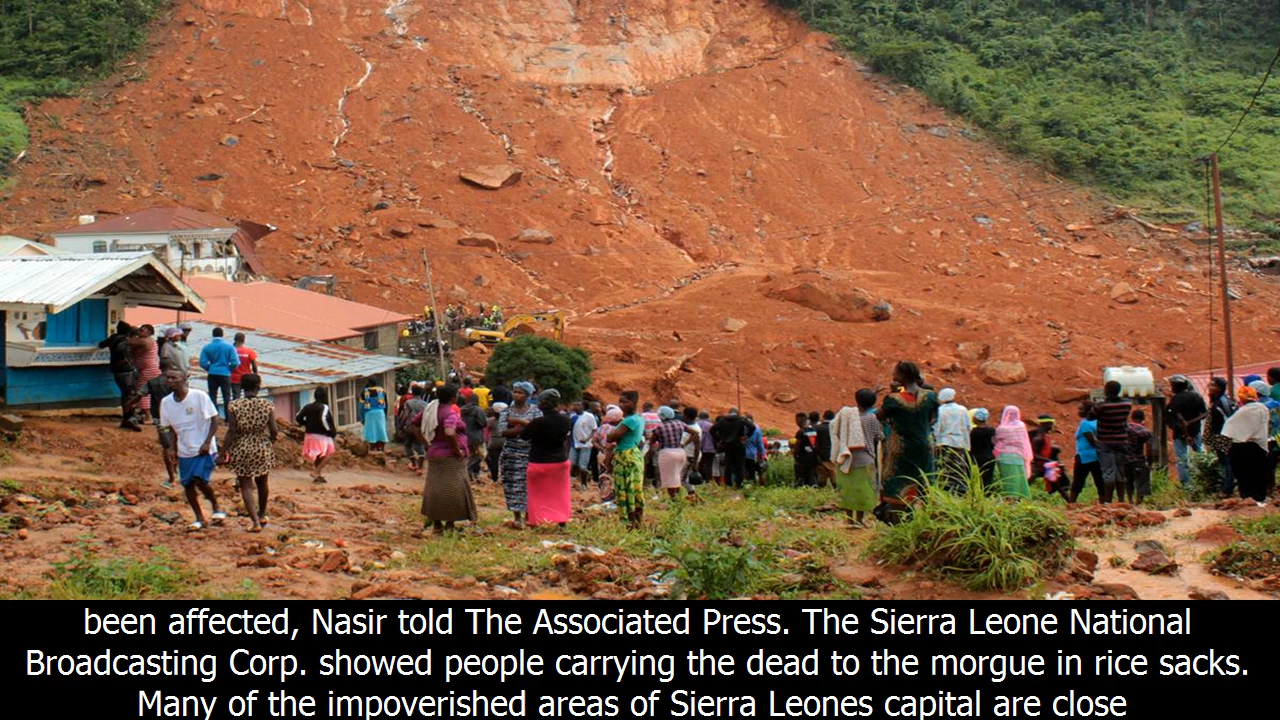 been affected, Nasir told The Associated Press. The Sierra Leone National
Broadcasting Corp. showed people carrying the dead to the morgue in rice sacks.
Many of the impoverished areas of Sierra Leones capital are close